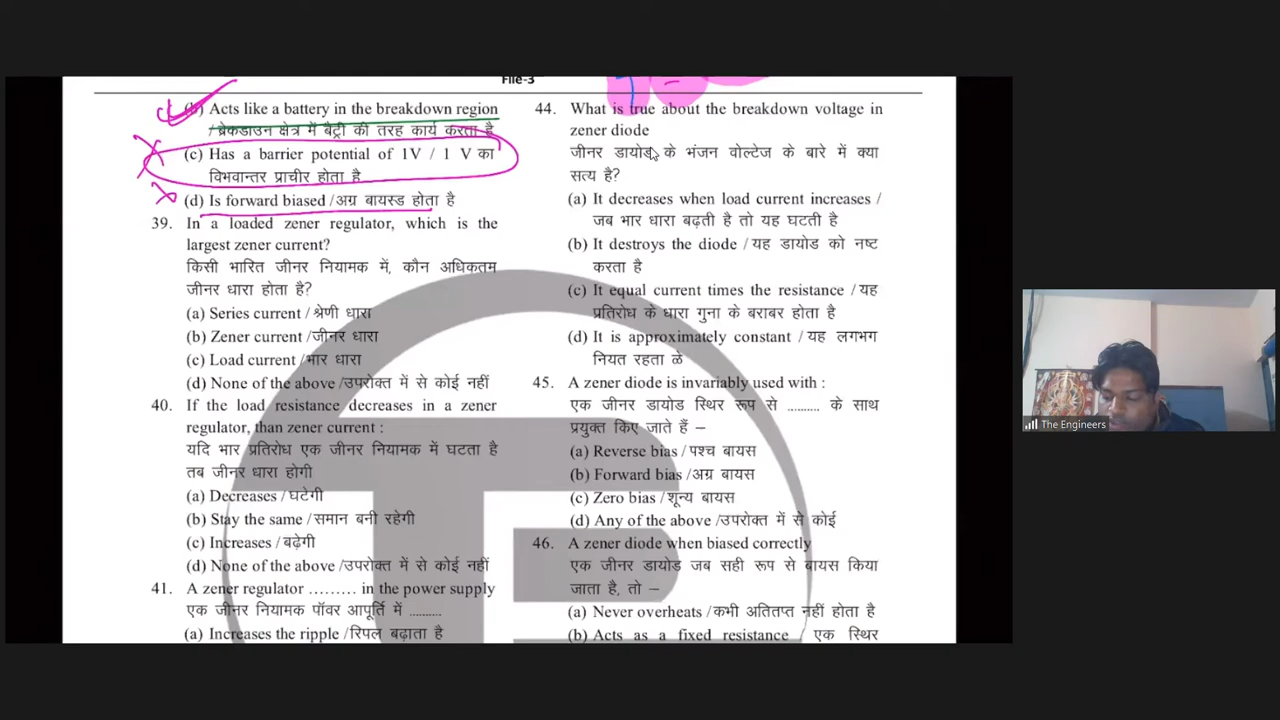 File-3
(b) Acts like a battery in the breakdown region
/ ब्रेकडाउन क्षेत्र में बैट्री की तरह कार्य करता है
(c) Has a barrier potential of 1V / 1 V का
विभवान्तर प्राचीर होता है
(d) Is forward biased /अग्र बायस्ड होता है
39. In a loaded zener regulator, which is the
largest zener current?
किसी भारित जीनर नियामक में, कौन अधिकतम
जीनर धारा होता है?
(a) Series current / श्रेणी धारा
(b) Zener current /जीनर धारा
(c) Load current /भार धारा
(d) None of the above /उपरोक्त में से कोई नहीं
40. If the load resistance decreases in a zener
regulator, than zener current :
यदि भार प्रतिरोध एक जीनर नियामक में घटता है
तब जीनर धारा होगी
(a) Decreases /घटेगी
(b) Stay the same /समान बनी रहेगी
(c) Increases /बढ़ेगी
(d) None of the above /उपरोक्त में से कोई नहीं
41. A zener regulator ......... in the power supply
एक जीनर नियामक पॉवर आपूर्ति में ..........
(a) Increases the ripple /रिपल बढ़ाता है
44. What is true about the breakdown voltage in
zener diode
जीनर डायोड के भंजन वोल्टेज के बारे में क्या
सत्य है?
(a) It decreases when load current increases /
जब भार धारा बढ़ती है तो यह घटती है
(b) It destroys the diode /यह डायोड को नष्ट
करता है
(c) It equal current times the resistance /यह
प्रतिरोध के धारा गुना के बराबर होता है
(d) It is approximately constant /यह लगभग
नियत रहता ळे
45. A zener diode is invariably used with :
एक जीनर डायोड स्थिर रूप से .......... के साथ
प्रयुक्त किए जाते हैं –
(a) Reverse bias /पश्च बायस
(b) Forward bias /अग्र बायस
(c) Zero bias /शून्य बायस
(d) Any of the above /उपरोक्त में से कोई
46. A zener diode when biased correctly
एक जीनर डायोड जब सही रूप से बायस किया
जाता है, तो –
(a) Never overheats /कभी अतितप्त नहीं होता है
(b) Acts as a fixed resistance एक स्थिर
The Engineers